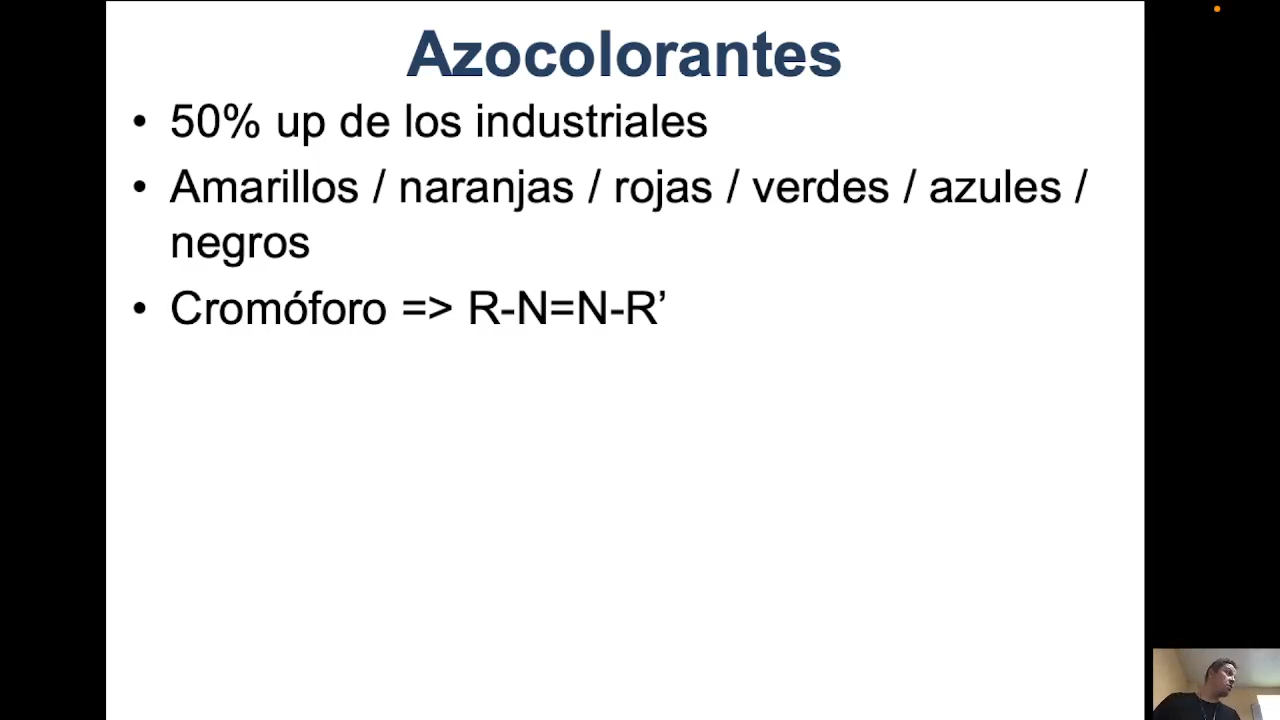 Azocolorantes
• 50% up de los industriales
• Amarillos / naranjas / rojas / verdes / azules /
negros
• Cromóforo => R-N=N-R’